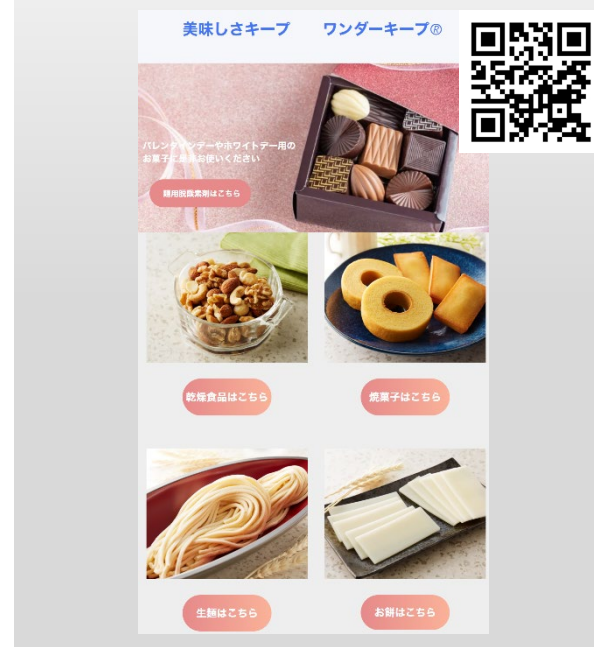 美味しさキープ ワンダーキープ®
バレンタインデーやホワイトデー用の
お菓子に是非お使いください
麺用脱酸素剤はこちら
乾燥食品はこちら
焼菓子はこちら
生麺はこちら
お餅はこちら